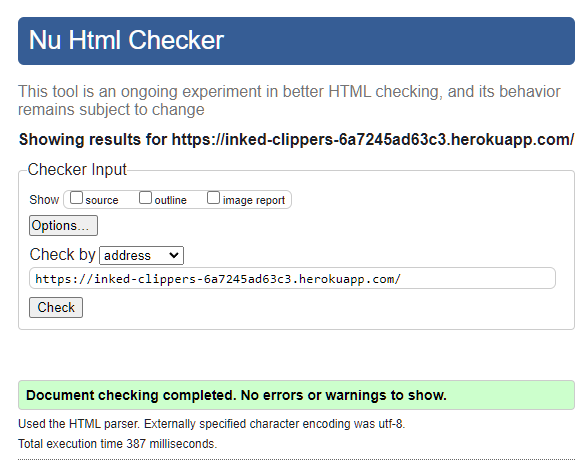 Nu Html Checker
This tool is an ongoing experiment in better HTML checking, and its behavior
remains subject to change
Showing results for https://inked-clippers-6a7245ad63c3.herokuapp.com/
Checker Input
Show source outline image report
Options...
Check by address
https://inked-clippers-6a7245ad63c3.herokuapp.com/
Check
Document checking completed. No errors or warnings to show.
Used the HTML parser. Externally specified character encoding was utf-8.
Total execution time 387 milliseconds.